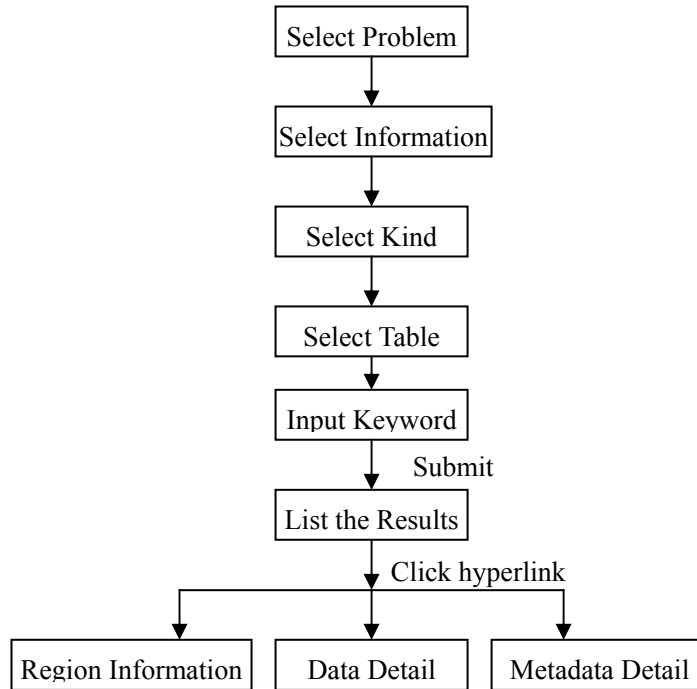 Select Problem
Select Information
Select Kind
Select Table
Input Keyword
Submit
List the Results
Click hyperlink
Region Information
Data Detail
Metadata Detail